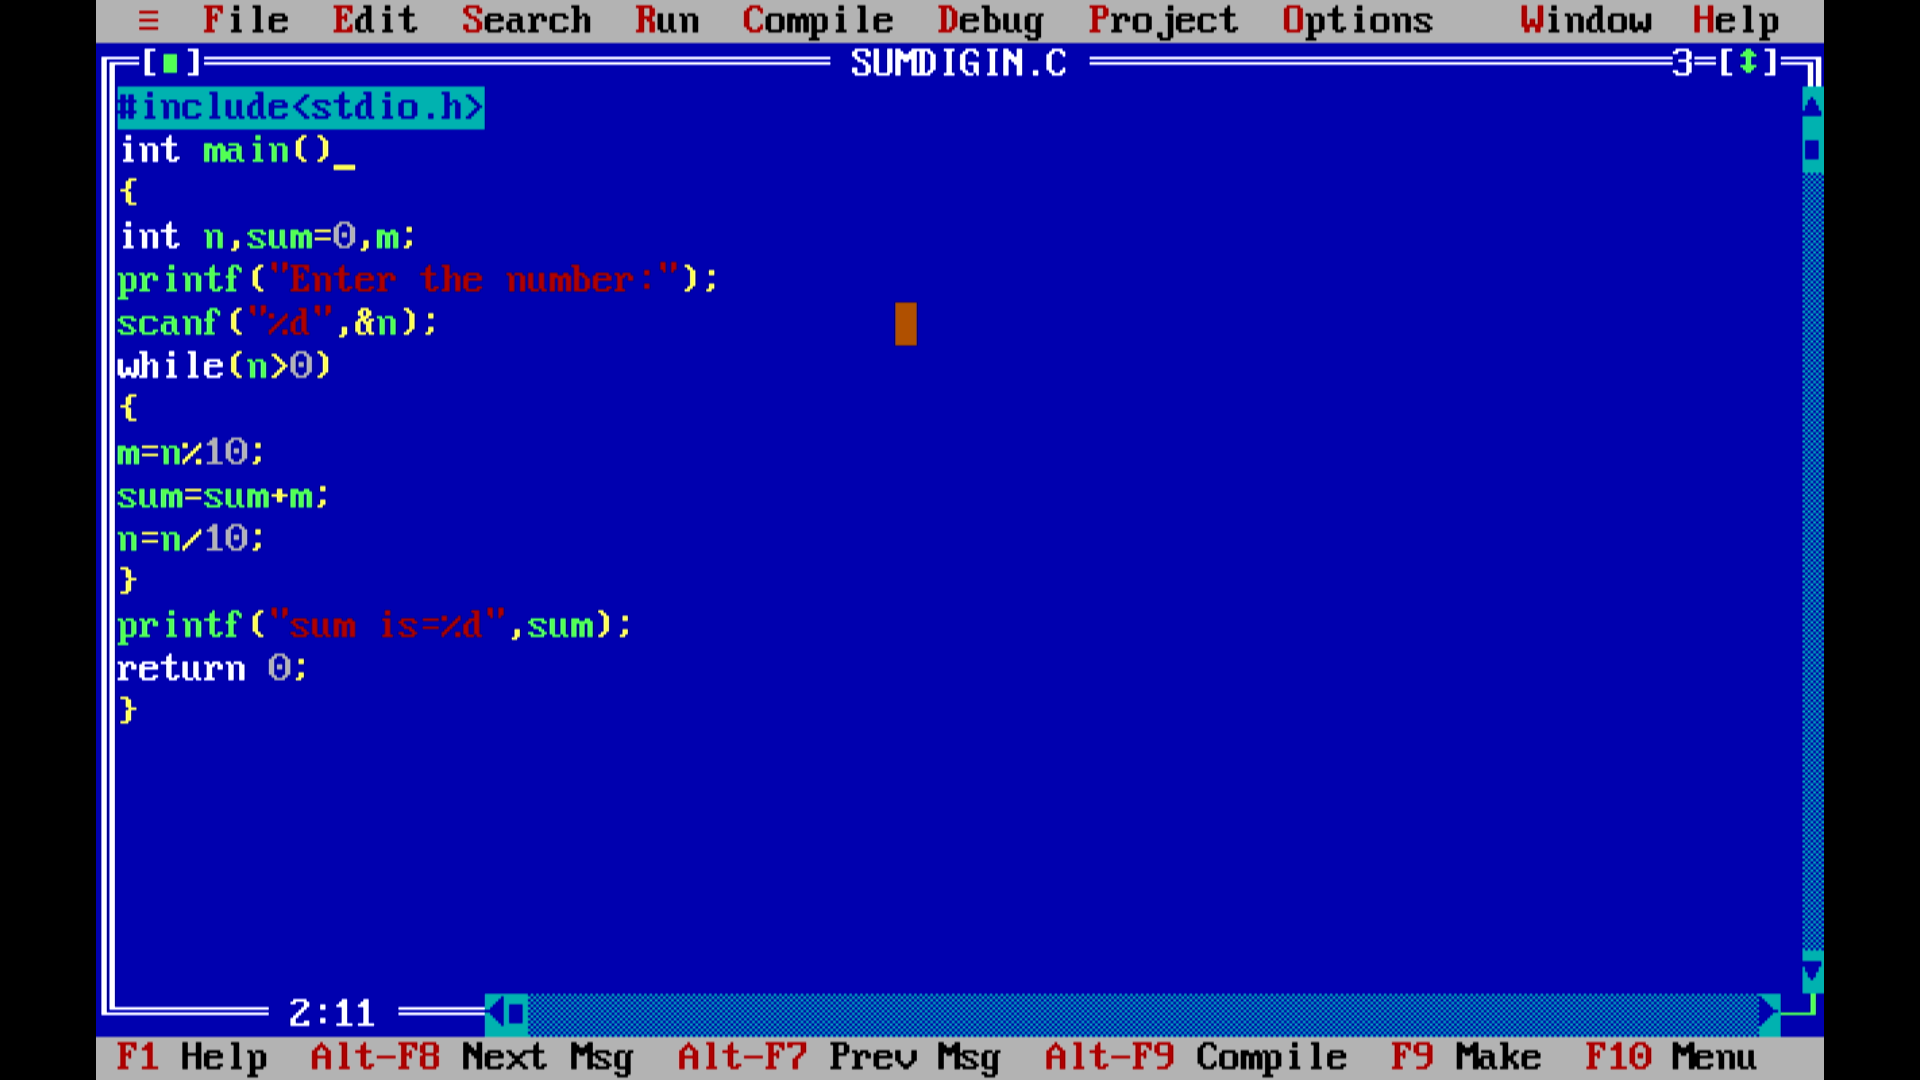 ≡ File Edit Search Run Compile Debug Project Options Window Help
[■] SUMDIGIN.C 3=[↕]
#include<stdio.h>
int main()_
{
int n,sum=0,m;
printf("Enter the number:");
scanf("%d",&n);
while(n>0)
{
m=n%10;
sum=sum+m;
n=n/10;
}
printf("sum is=%d",sum);
return 0;
}
2:11
F1 Help Alt-F8 Next Msg Alt-F7 Prev Msg Alt-F9 Compile F9 Make F10 Menu